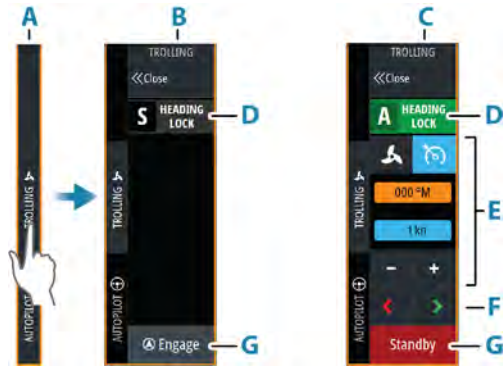 A
B
C
TROLLING
AUTOPILOT
TROLLING
Close
S HEADING
LOCK
D
TROLLING
AUTOPILOT
A Engage
G
TROLLING
Close
A HEADING
LOCK
D
000 °M
1 kn
E
- +
F
TROLLING
AUTOPILOT
Standby
G